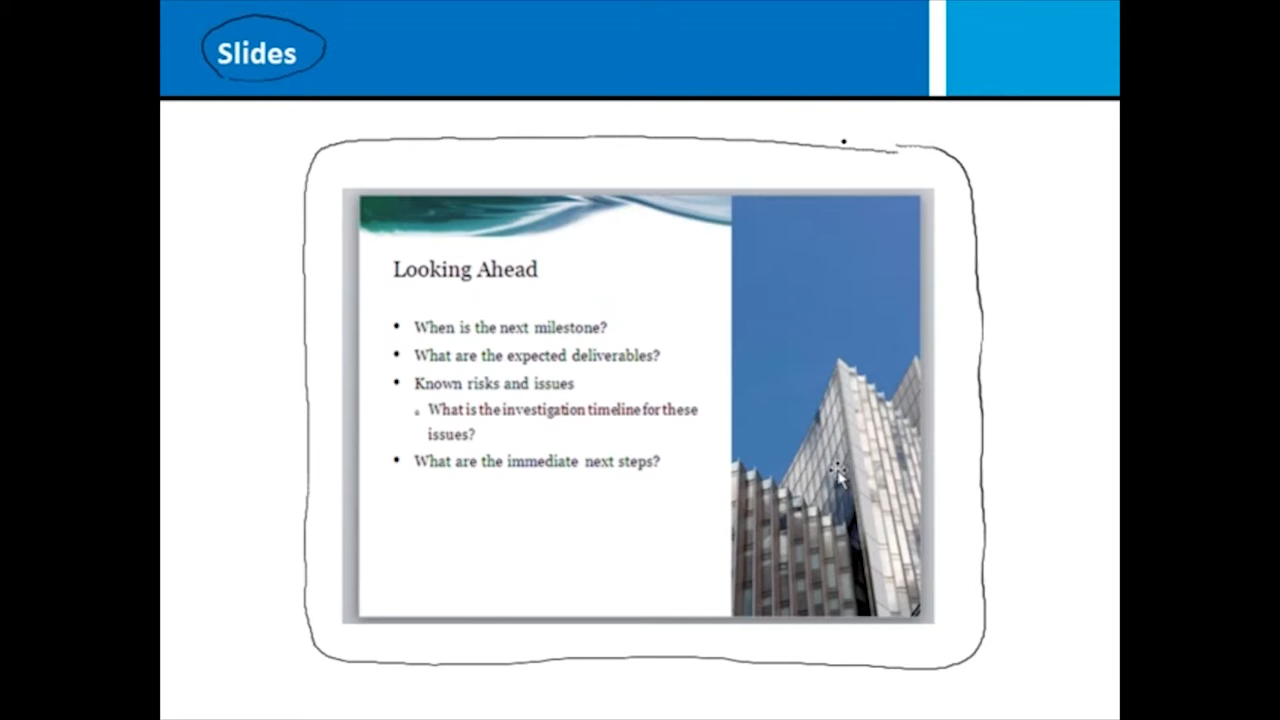 Slides
Looking Ahead
• When is the next milestone?
• What are the expected deliverables?
• Known risks and issues
o What is the investigation timeline for these
issues?
• What are the immediate next steps?